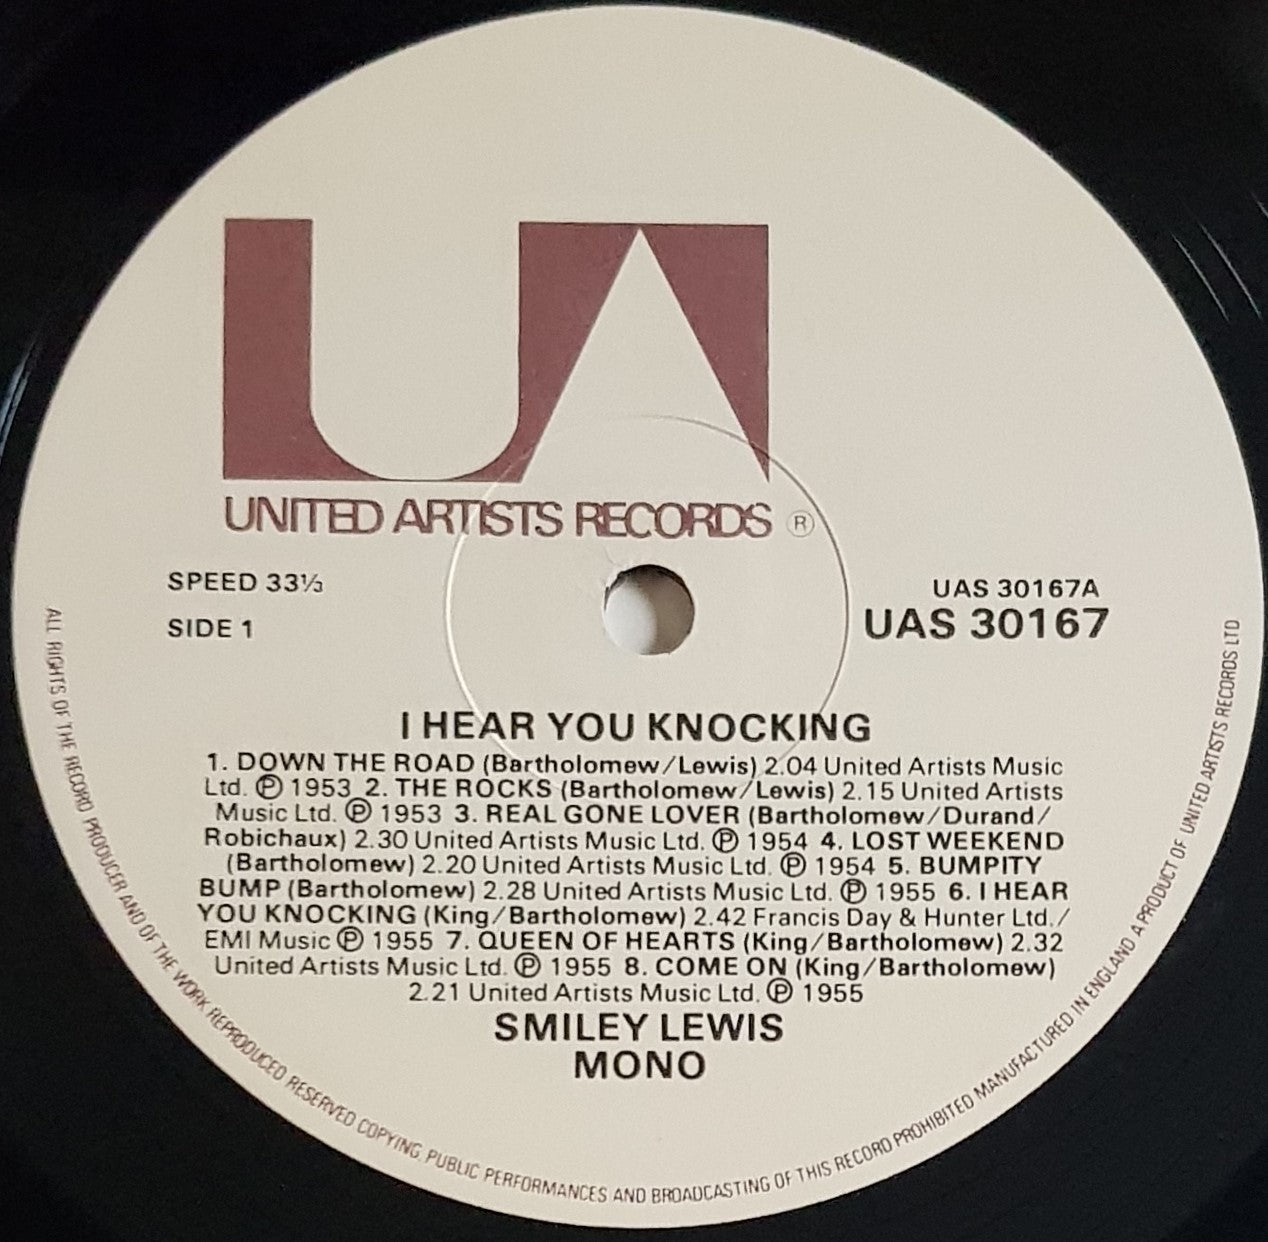 UA
UNITED ARTISTS RECORDS ®
SPEED 33⅓
SIDE 1
UAS 30167A
UAS 30167
I HEAR YOU KNOCKING
1. DOWN THE ROAD (Bartholomew/Lewis) 2.04 United Artists Music
Ltd. ℗ 1953 2. THE ROCKS (Bartholomew/Lewis) 2.15 United Artists
Music Ltd. ℗ 1953 3. REAL GONE LOVER (Bartholomew/Durand/
Robichaux) 2.30 United Artists Music Ltd. ℗ 1954 4. LOST WEEKEND
(Bartholomew) 2.20 United Artists Music Ltd. ℗ 1954 5. BUMPITY
BUMP (Bartholomew) 2.28 United Artists Music Ltd. ℗ 1955 6. I HEAR
YOU KNOCKING (King/Bartholomew) 2.42 Francis Day & Hunter Ltd./
EMI Music ℗ 1955 7. QUEEN OF HEARTS (King/Bartholomew) 2.32
United Artists Music Ltd. ℗ 1955 8. COME ON (King/Bartholomew)
2.21 United Artists Music Ltd. ℗ 1955
SMILEY LEWIS
MONO
ALL RIGHTS OF THE RECORD PRODUCER AND OF THE WORK REPRODUCED RESERVED COPYING, PUBLIC PERFORMANCES AND BROADCASTING OF THIS RECORD PROHIBITED MANUFACTURED IN ENGLAND A PRODUCT OF UNITED ARTISTS RECORDS LTD